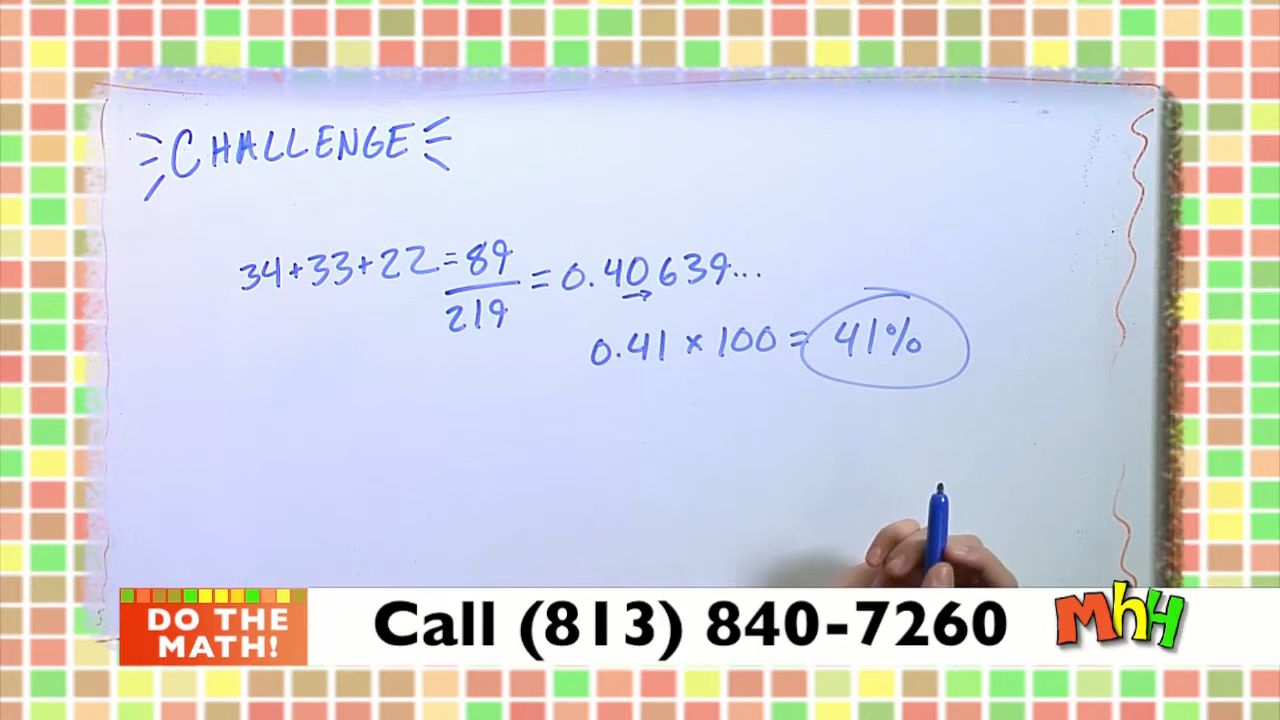 CHALLENGE
34+33+22=89/219=0.40639...
0.41 × 100 = 41%
DO THE
MATH!
Call (813) 840-7260
Mh4